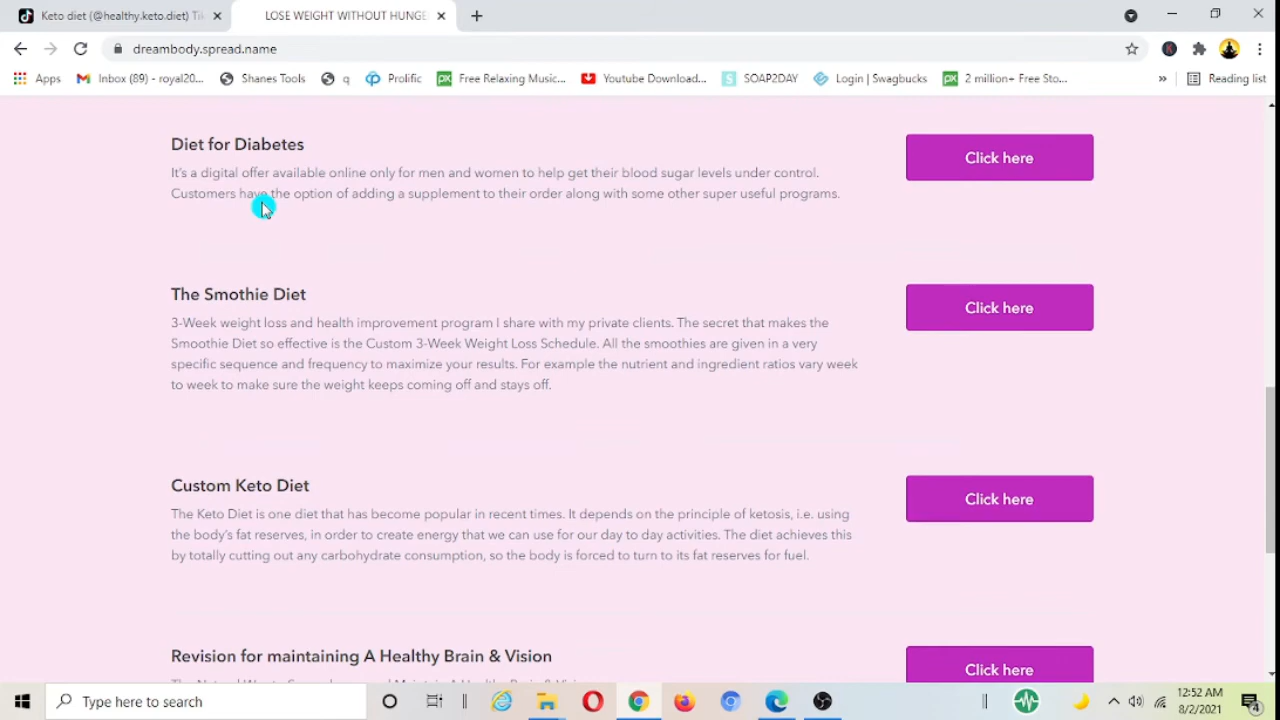 Keto diet (@healthy.keto.diet) Tik
LOSE WEIGHT WITHOUT HUNGE
dreambody.spread.name
Apps
Inbox (89) - royal20...
Shanes Tools
q
Prolific
Free Relaxing Music...
Youtube Download...
SOAP2DAY
Login | Swagbucks
2 million+ Free Sto...
»
Reading list
Diet for Diabetes
Click here
It's a digital offer available online only for men and women to help get their blood sugar levels under control.
Customers have the option of adding a supplement to their order along with some other super useful programs.
The Smothie Diet
Click here
3-Week weight loss and health improvement program I share with my private clients. The secret that makes the
Smoothie Diet so effective is the Custom 3-Week Weight Loss Schedule. All the smoothies are given in a very
specific sequence and frequency to maximize your results. For example the nutrient and ingredient ratios vary week
to week to make sure the weight keeps coming off and stays off.
Custom Keto Diet
Click here
The Keto Diet is one diet that has become popular in recent times. It depends on the principle of ketosis, i.e. using
the body's fat reserves, in order to create energy that we can use for our day to day activities. The diet achieves this
by totally cutting out any carbohydrate consumption, so the body is forced to turn to its fat reserves for fuel.
Revision for maintaining A Healthy Brain & Vision
Click here
Type here to search
12:52 AM
8/2/2021
4